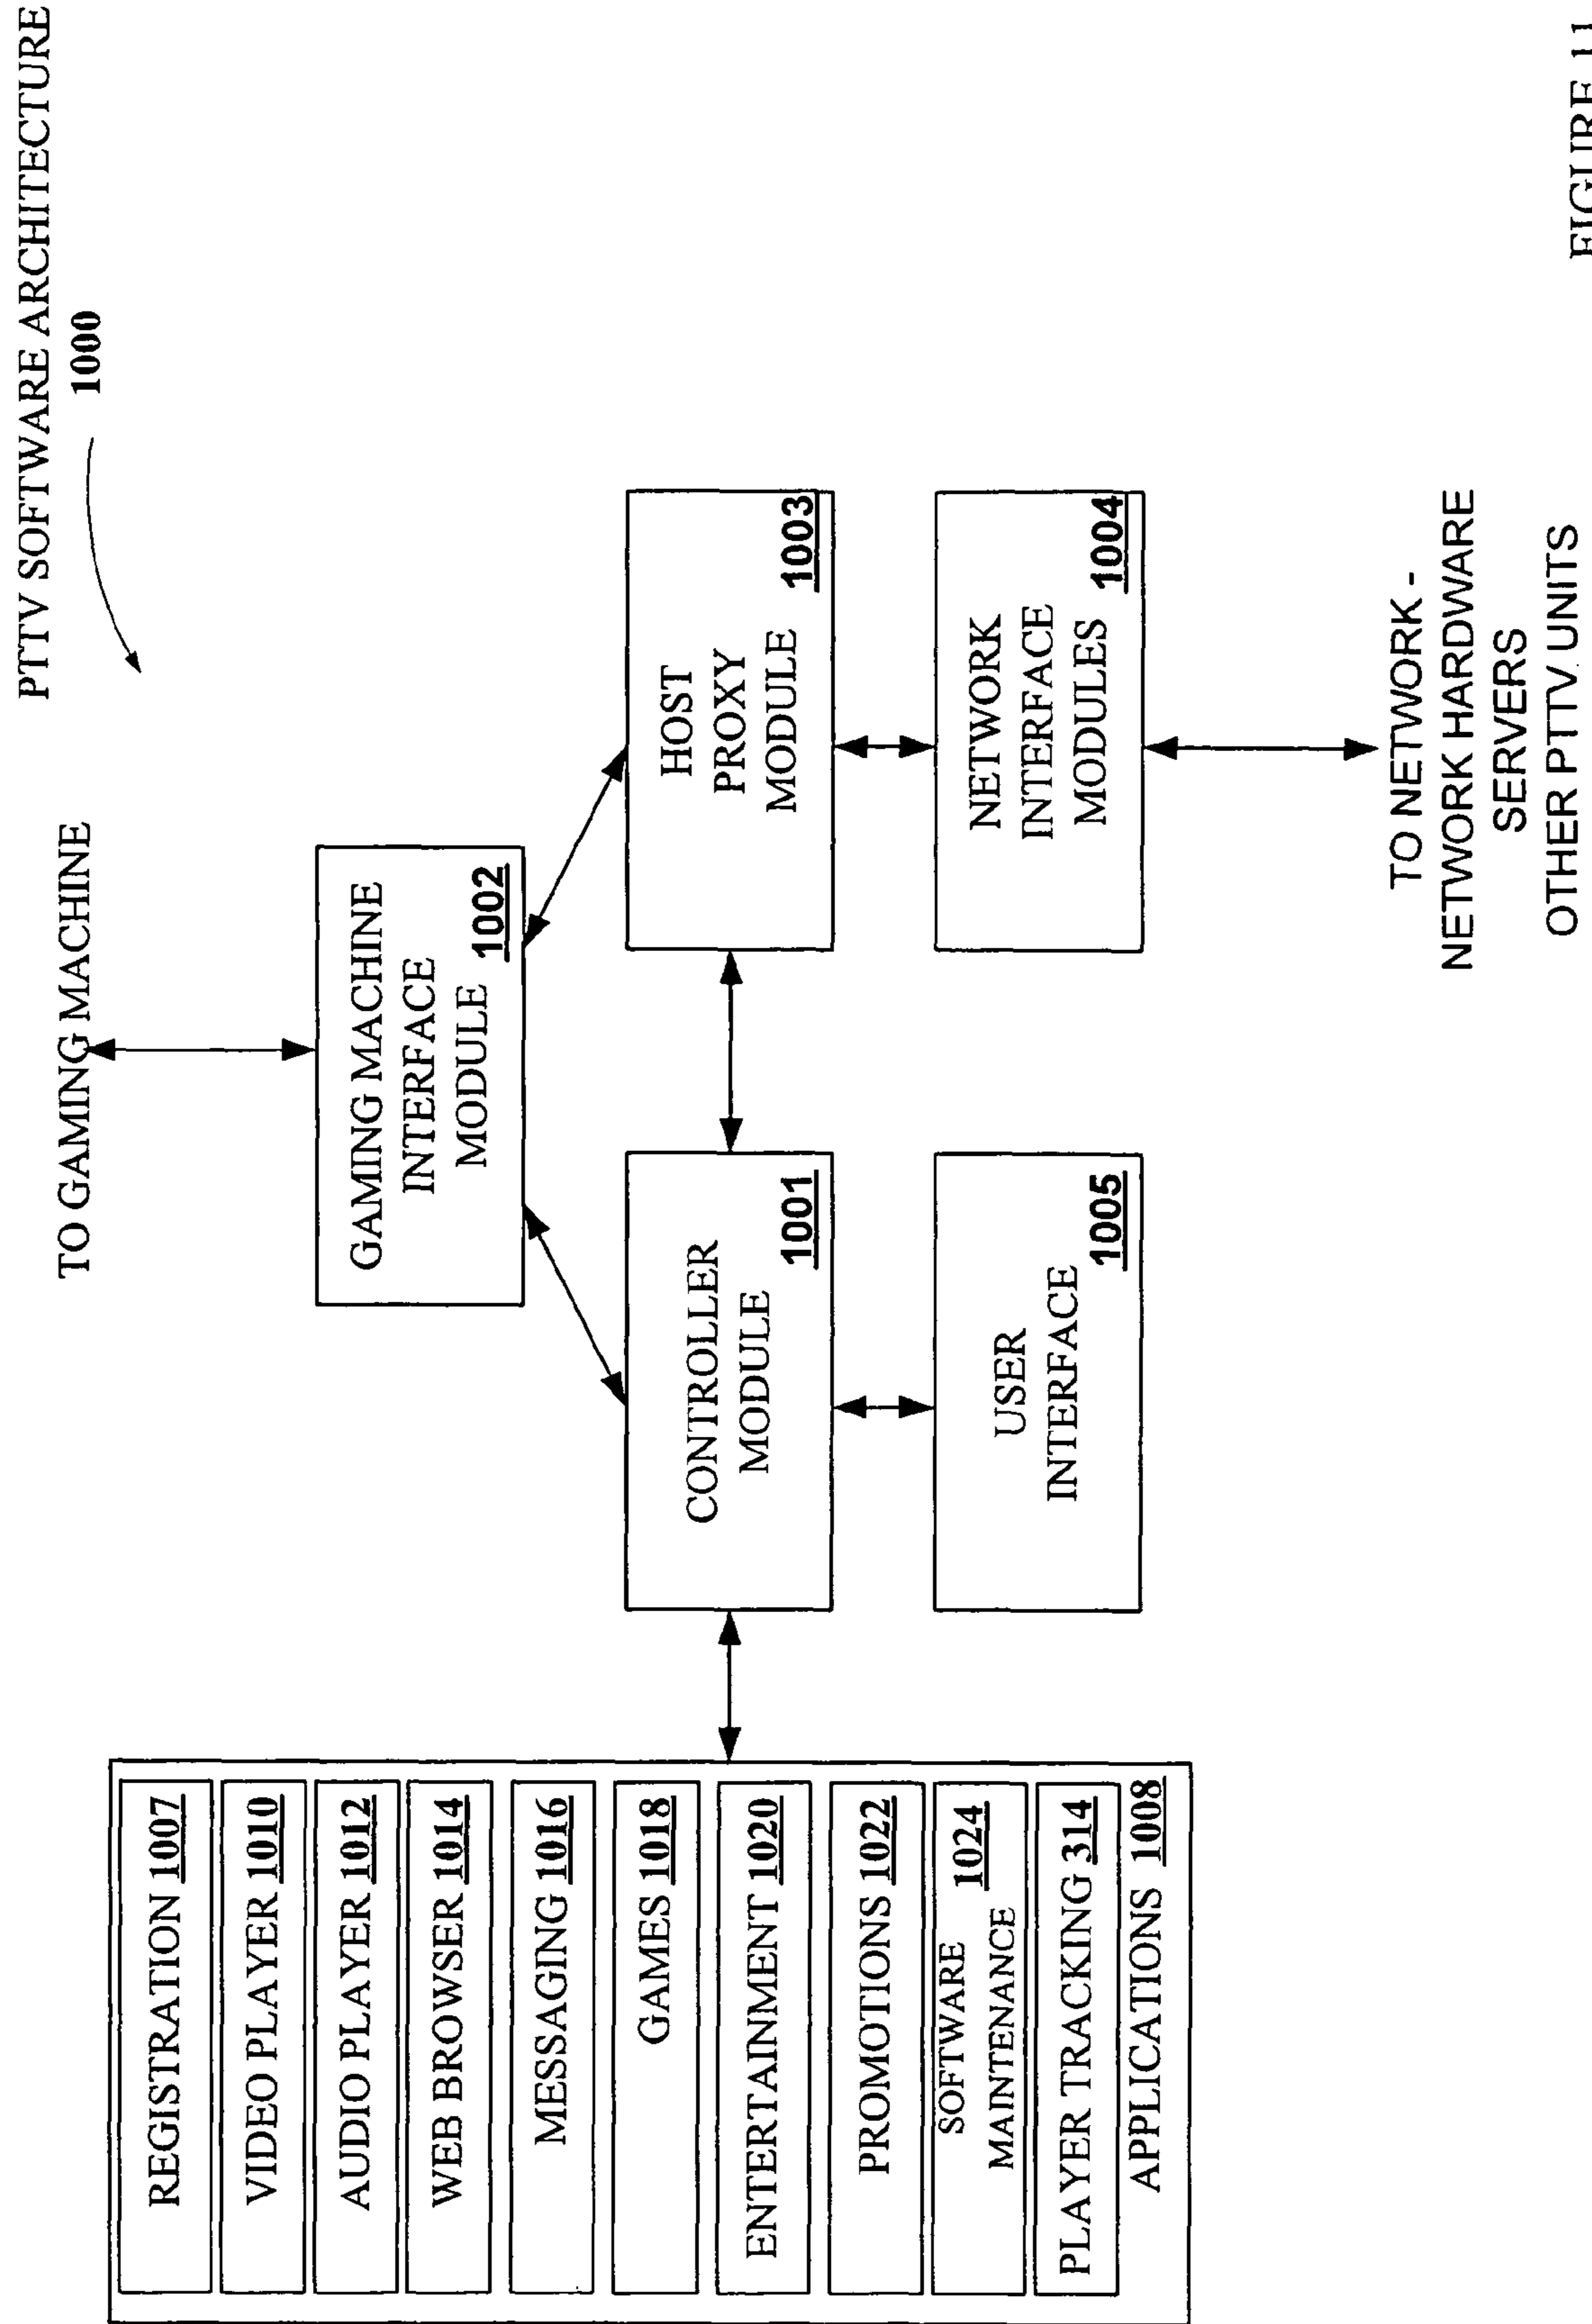 PTTV SOFTWARE ARCHITECTURE
1000
TO GAMING MACHINE
REGISTRATION 1007
VIDEO PLAYER 1010
AUDIO PLAYER 1012
WEB BROWSER 1014
MESSAGING 1016
GAMES 1018
ENTERTAINMENT 1020
PROMOTIONS 1022
SOFTWARE
MAINTENANCE
1024
PLAYER TRACKING 314
APPLICATIONS 1008
GAMING MACHINE
INTERFACE
MODULE 1002
CONTROLLER
MODULE
1001
HOST
PROXY
MODULE
1003
USER
INTERFACE
1005
NETWORK
INTERFACE
MODULES
1004
TO NETWORK -
NETWORK HARDWARE
SERVERS
OTHER PTTV UNITS
FIGURE 11